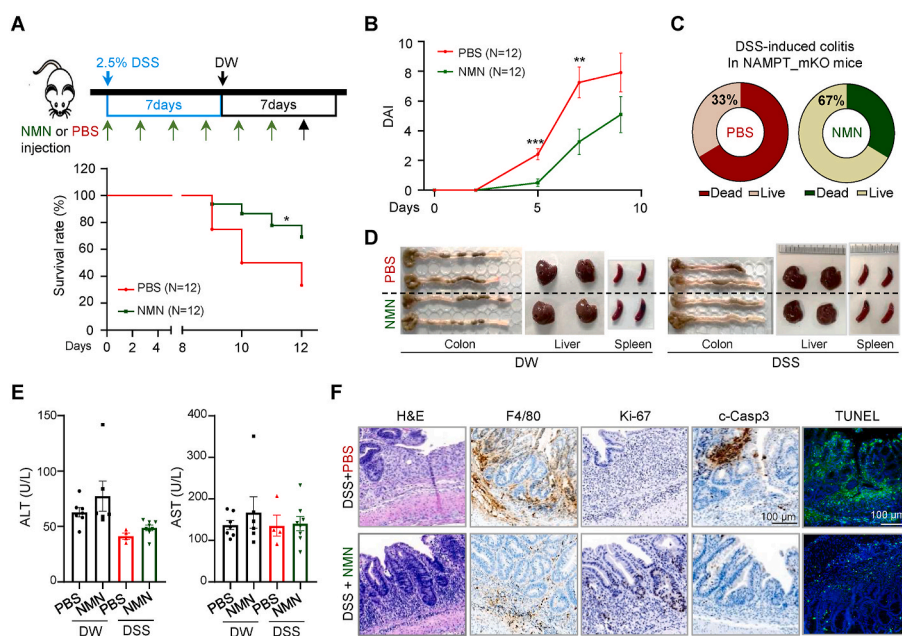 A
2.5% DSS
DW
7days
7days
NMN or PBS
injection
Survival rate (%)
120
100
80
60
40
20
0
PBS (N=12)
NMN (N=12)
*
Days
0
2
4
8
10
12
B
DAI
8
6
4
2
0
PBS (N=12)
NMN (N=12)
***
**
Days
0
5
10
C
DSS-induced colitis
In NAMPT_mKO mice
33%
PBS
67%
NMN
Dead Live
Dead Live
D
PBS
NMN
Colon
Liver
Spleen
DW
Colon
Liver
Spleen
DSS
E
ALT (U/L)
150
100
50
0
PBS
NMN
PBS
NMN
DW
DSS
AST (U/L)
400
300
200
100
0
PBS
NMN
PBS
NMN
DW
DSS
F
H&E
F4/80
Ki-67
c-Casp3
TUNEL
DSS+PBS
100 µm
100 µm
DSS + NMN